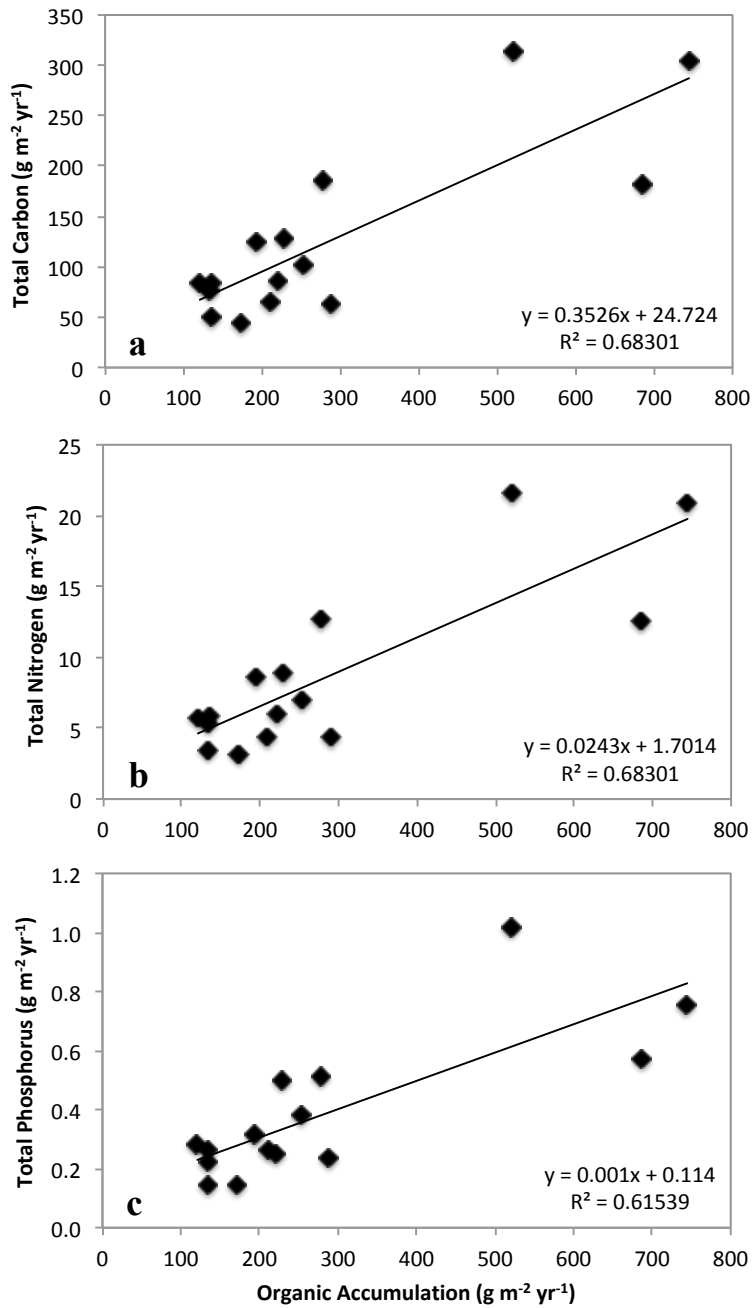 350
300
250
200
150
100
50
0
Total Carbon (g m⁻² yr⁻¹)
a
y = 0.3526x + 24.724
R² = 0.68301
0 100 200 300 400 500 600 700 800
25
20
15
10
5
0
Total Nitrogen (g m⁻² yr⁻¹)
b
y = 0.0243x + 1.7014
R² = 0.68301
0 100 200 300 400 500 600 700 800
1.2
1.0
0.8
0.6
0.4
0.2
0.0
Total Phosphorus (g m⁻² yr⁻¹)
c
y = 0.001x + 0.114
R² = 0.61539
0 100 200 300 400 500 600 700 800
Organic Accumulation (g m⁻² yr⁻¹)